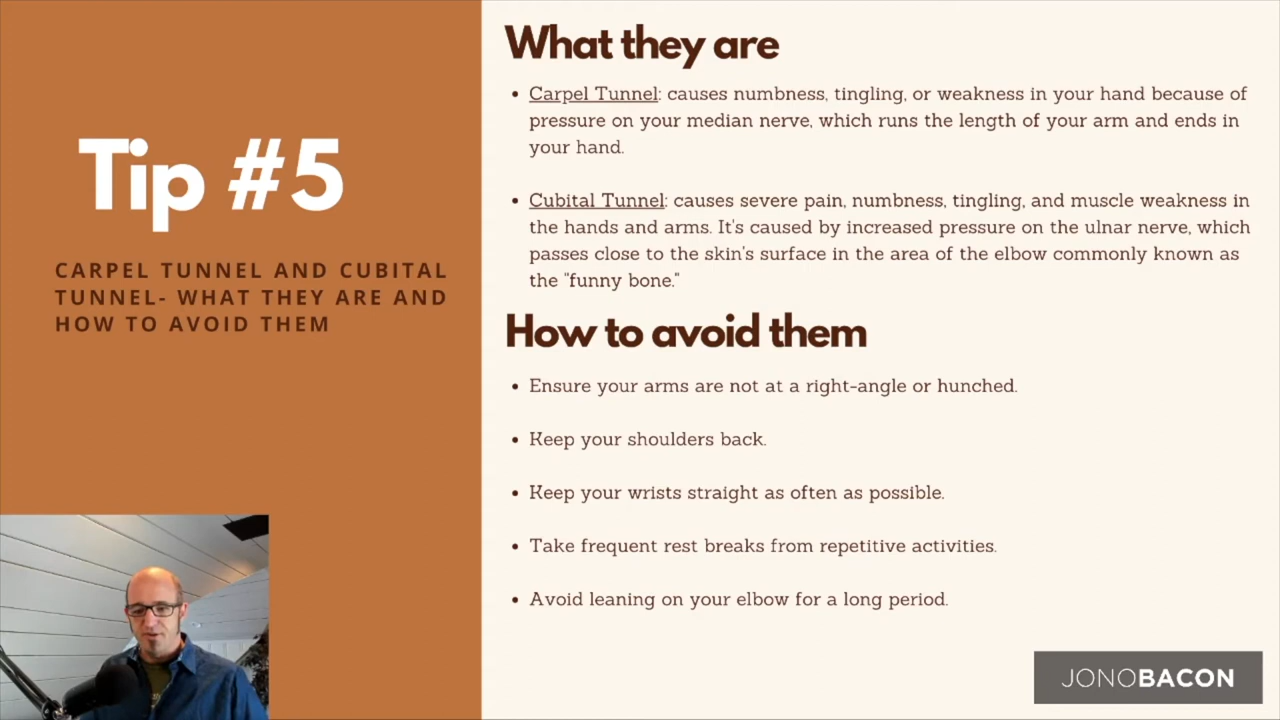 Tip #5
CARPEL TUNNEL AND CUBITAL
TUNNEL- WHAT THEY ARE AND
HOW TO AVOID THEM
What they are
• Carpel Tunnel: causes numbness, tingling, or weakness in your hand because of
pressure on your median nerve, which runs the length of your arm and ends in
your hand.
• Cubital Tunnel: causes severe pain, numbness, tingling, and muscle weakness in
the hands and arms. It's caused by increased pressure on the ulnar nerve, which
passes close to the skin's surface in the area of the elbow commonly known as
the "funny bone."
How to avoid them
• Ensure your arms are not at a right-angle or hunched.
• Keep your shoulders back.
• Keep your wrists straight as often as possible.
• Take frequent rest breaks from repetitive activities.
• Avoid leaning on your elbow for a long period.
JONOBACON